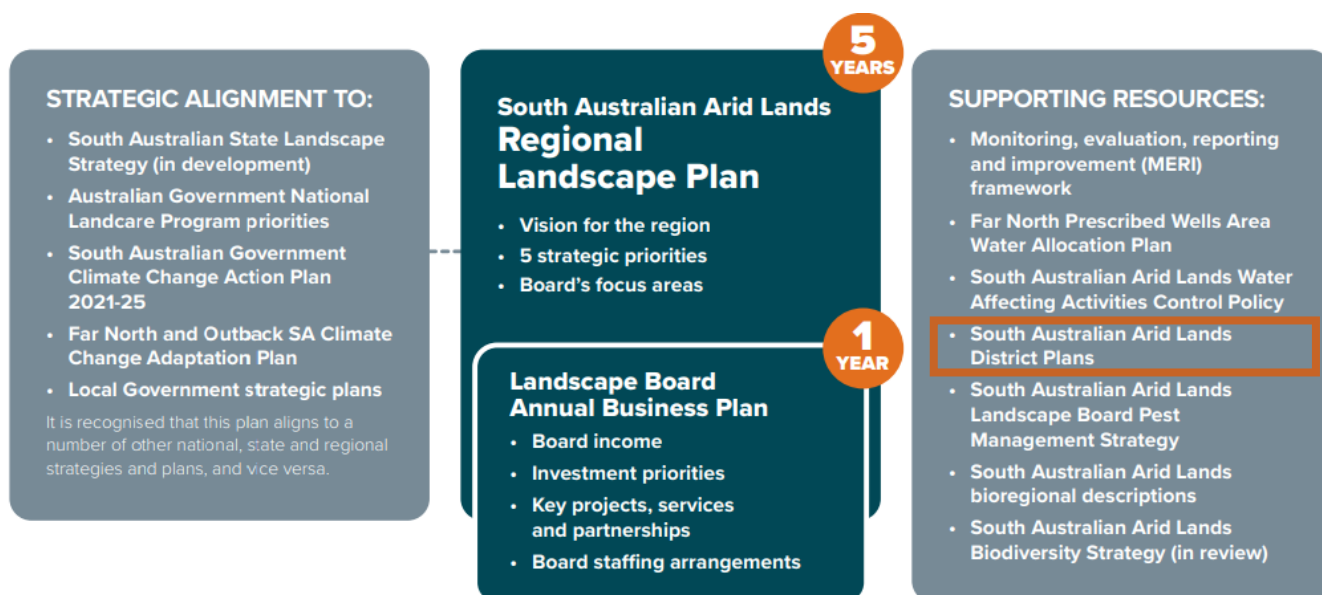 STRATEGIC ALIGNMENT TO:
• South Australian State Landscape
Strategy (in development)
• Australian Government National
Landcare Program priorities
• South Australian Government
Climate Change Action Plan
2021-25
• Far North and Outback SA Climate
Change Adaptation Plan
• Local Government strategic plans
It is recognised that this plan aligns to a
number of other national, state and regional
strategies and plans, and vice versa.
5
YEARS
South Australian Arid Lands
Regional
Landscape Plan
• Vision for the region
• 5 strategic priorities
• Board's focus areas
1
YEAR
Landscape Board
Annual Business Plan
• Board income
• Investment priorities
• Key projects, services
and partnerships
• Board staffing arrangements
SUPPORTING RESOURCES:
• Monitoring, evaluation, reporting
and improvement (MERI)
framework
• Far North Prescribed Wells Area
Water Allocation Plan
• South Australian Arid Lands Water
Affecting Activities Control Policy
• South Australian Arid Lands
District Plans
• South Australian Arid Lands
Landscape Board Pest
Management Strategy
• South Australian Arid Lands
bioregional descriptions
• South Australian Arid Lands
Biodiversity Strategy (in review)